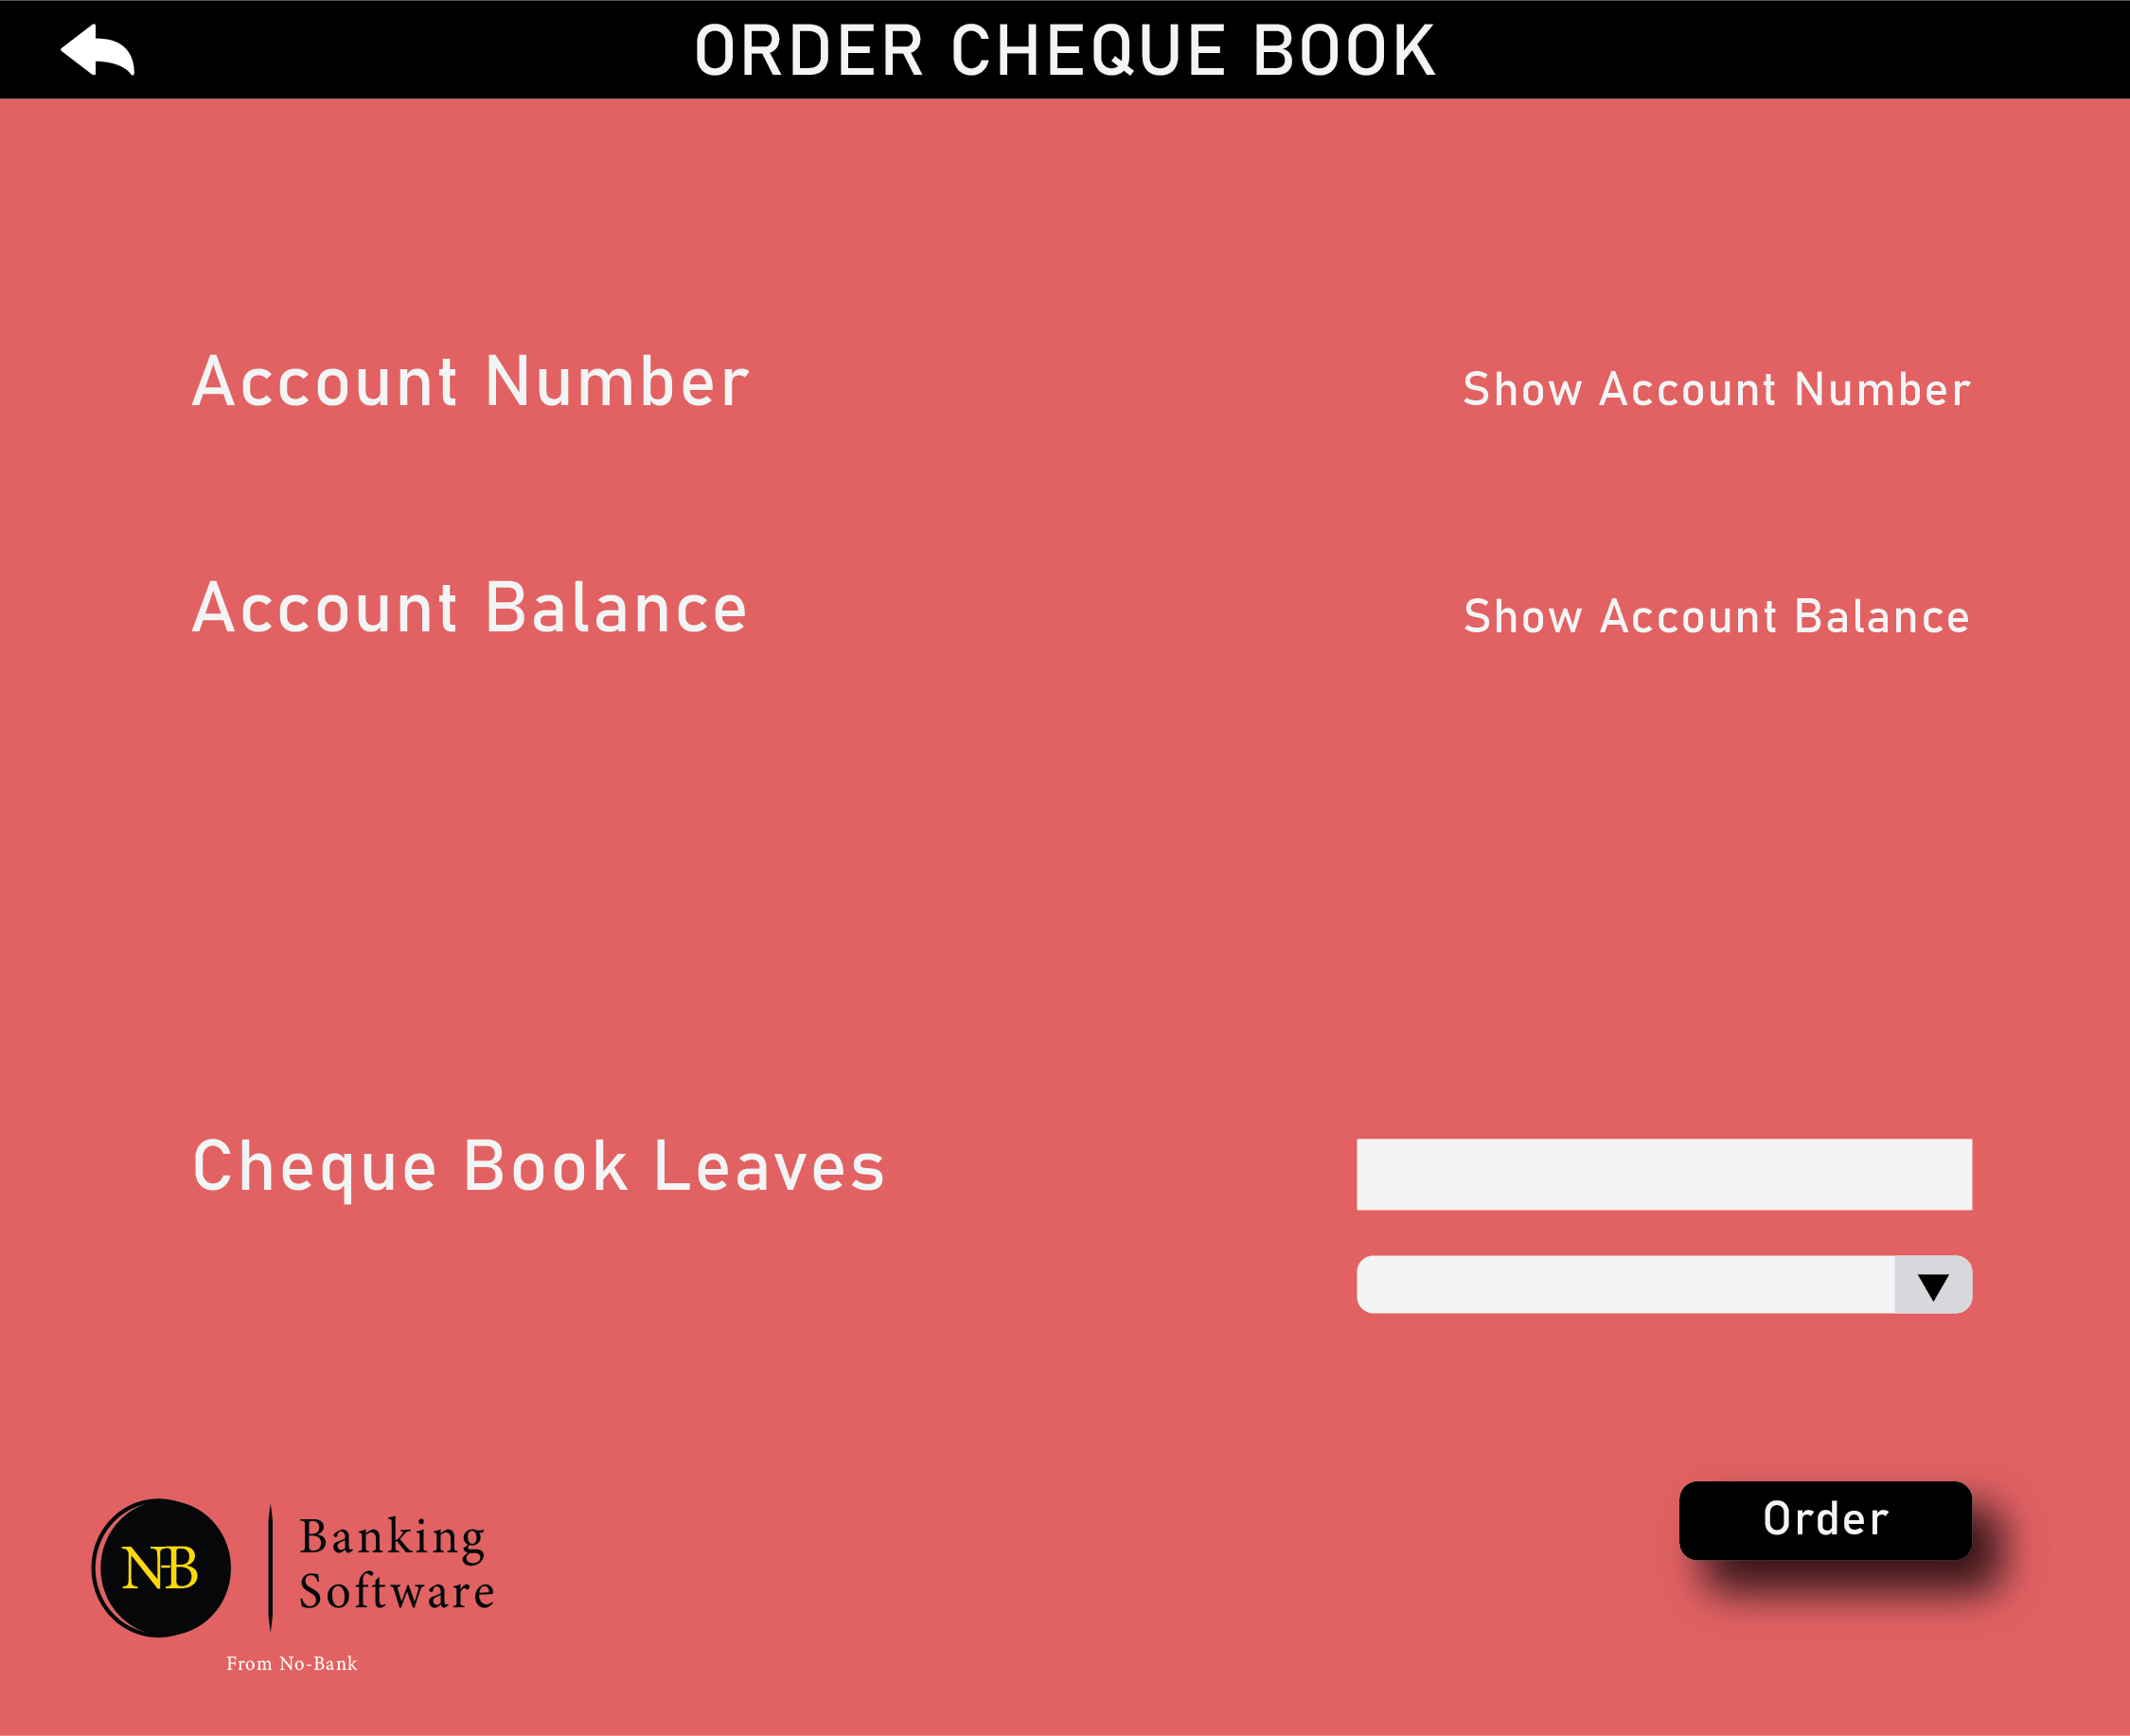 ORDER CHEQUE BOOK
Account Number
Show Account Number
Account Balance
Show Account Balance
Cheque Book Leaves
Order
N-B
Banking
Software
From No-Bank